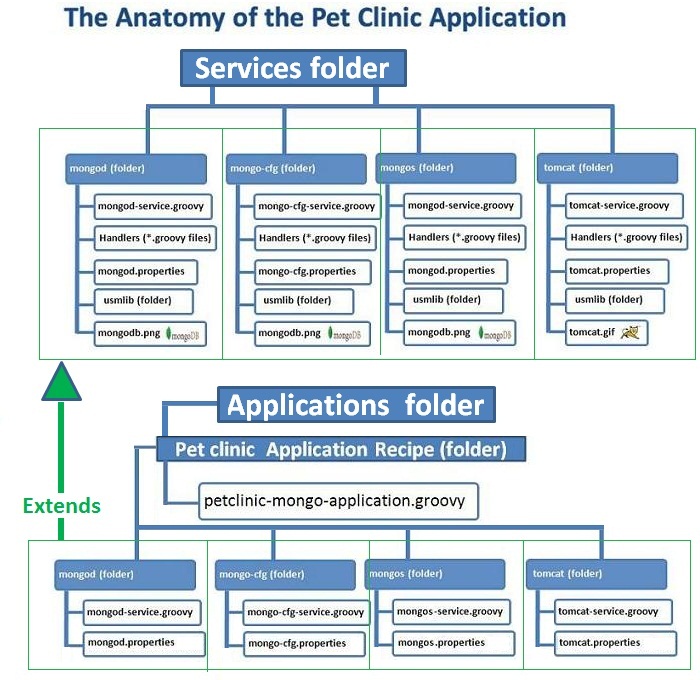 The Anatomy of the Pet Clinic Application
Services folder
mongod (folder)
mongod-service.groovy
Handlers (*.groovy files)
mongod.properties
usmlib (folder)
mongodb.png mongoDB
mongo-cfg (folder)
mongo-cfg-service.groovy
Handlers (*.groovy files)
mongo-cfg.properties
usmlib (folder)
mongodb.png mongoDB
mongos (folder)
mongod-service.groovy
Handlers (*.groovy files)
mongod.properties
usmlib (folder)
mongodb.png mongoDB
tomcat (folder)
tomcat-service.groovy
Handlers (*.groovy files)
tomcat.properties
usmlib (folder)
tomcat.gif
Extends
Applications folder
Pet clinic Application Recipe (folder)
petclinic-mongo-application.groovy
mongod (folder)
mongod-service.groovy
mongod.properties
mongo-cfg (folder)
mongo-cfg-service.groovy
mongo-cfg.properties
mongos (folder)
mongos-service.groovy
mongos.properties
tomcat (folder)
tomcat-service.groovy
tomcat.properties